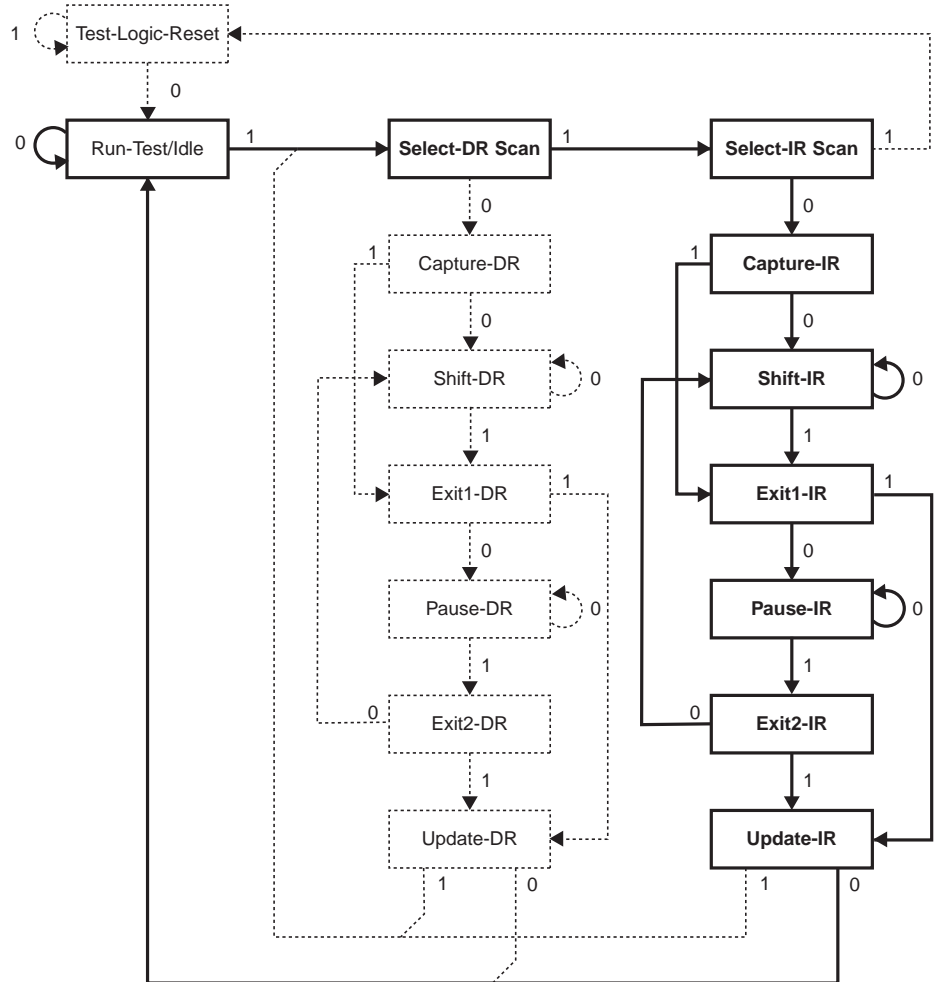 1 Test-Logic-Reset
0
0 Run-Test/Idle 1 Select-DR Scan 1 Select-IR Scan 1
0 0
1 Capture-DR 1 Capture-IR
0 0
Shift-DR 0 Shift-IR 0
1 1
Exit1-DR 1 Exit1-IR 1
0 0
Pause-DR 0 Pause-IR 0
1 1
0 Exit2-DR 0 Exit2-IR
1 1
Update-DR Update-IR
1 0 1 0